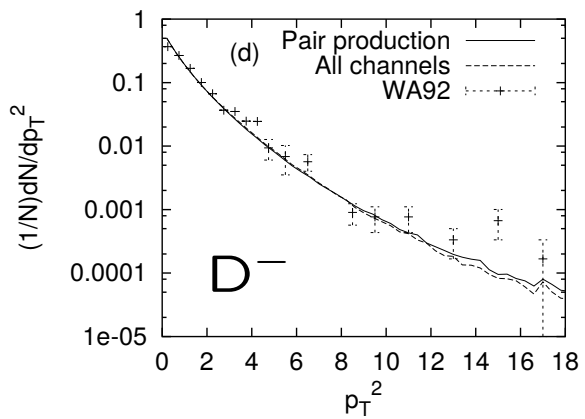 (d)
Pair production
All channels
WA92
(1/N)dN/dp_T^2
1
0.1
0.01
0.001
0.0001
1e-05
D^−
0 2 4 6 8 10 12 14 16 18
p_T^2